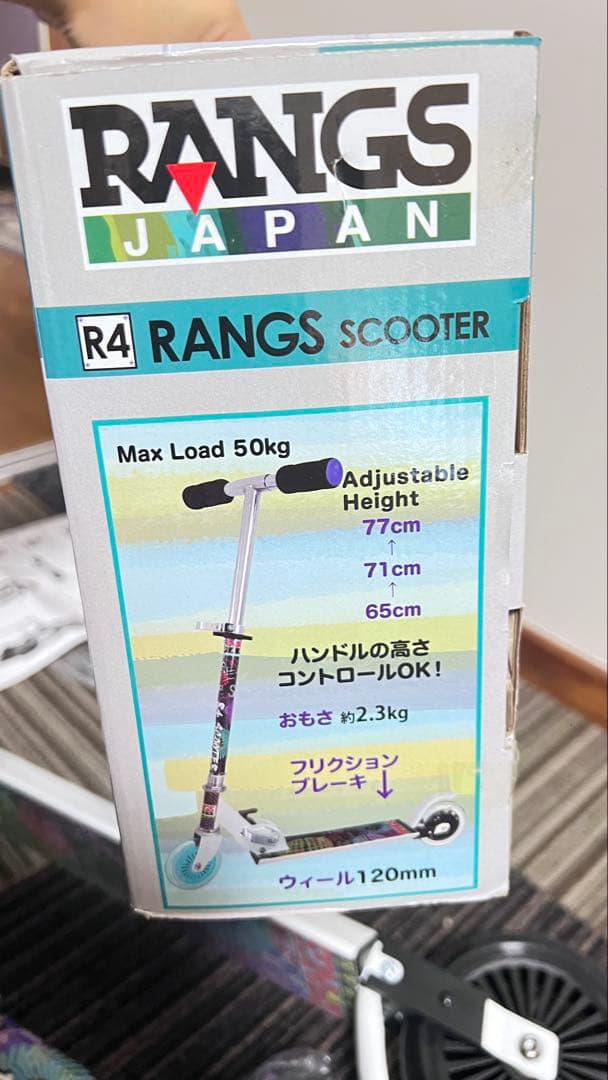 RANGS
JAPAN
R4 RANGS SCOOTER
Max Load 50kg
Adjustable
Height
77cm
↑
71cm
↑
65cm
ハンドルの高さ
コントロールOK!
おもさ 約2.3kg
フリクション
ブレーキ ↓
ウィール120mm